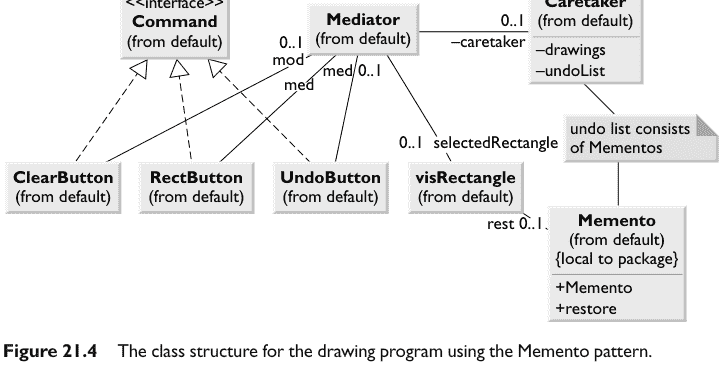 <<interface>>
Command
(from default)
Mediator
(from default)
0..1
–caretaker
Caretaker
(from default)
–drawings
–undoList
0..1
mod
med
med 0..1
0..1 selectedRectangle
undo list consists
of Mementos
ClearButton
(from default)
RectButton
(from default)
UndoButton
(from default)
visRectangle
(from default)
rest 0..1
Memento
(from default)
{local to package}
+Memento
+restore
Figure 21.4 The class structure for the drawing program using the Memento pattern.